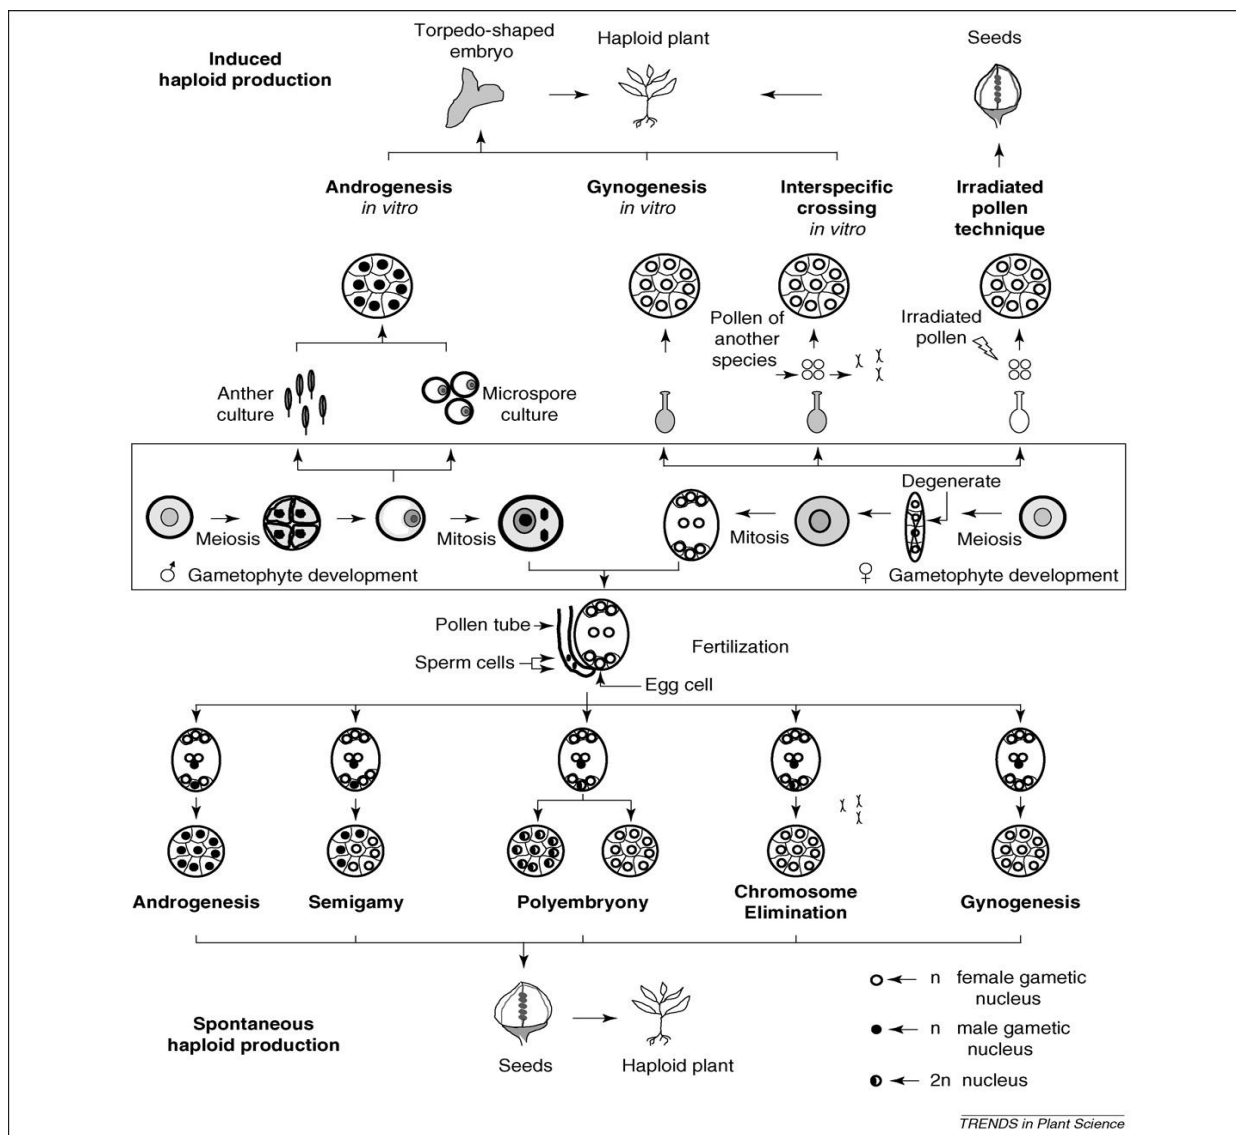 Induced
haploid production
Torpedo-shaped
embryo
Haploid plant
Seeds
Androgenesis
in vitro
Gynogenesis
in vitro
Interspecific
crossing
in vitro
Irradiated
pollen
technique
Pollen of
another
species
Irradiated
pollen
Anther
culture
Microspore
culture
Meiosis
Mitosis
Mitosis
Degenerate
Meiosis
♂ Gametophyte development
♀ Gametophyte development
Pollen tube
Sperm cells
Fertilization
Egg cell
Androgenesis
Semigamy
Polyembryony
Chromosome
Elimination
Gynogenesis
n female gametic
nucleus
n male gametic
nucleus
2n nucleus
Spontaneous
haploid production
Seeds
Haploid plant
TRENDS in Plant Science